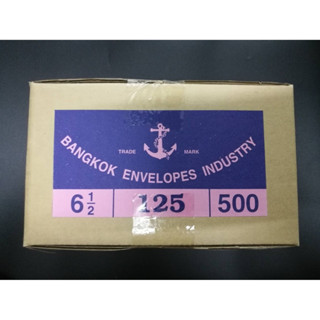 TRADE MARK
BANGKOK ENVELOPES INDUSTRY
6 1/2 125 500